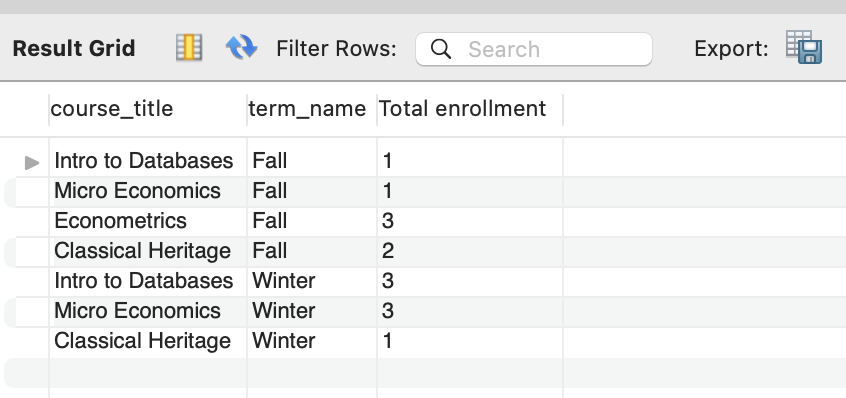 Result Grid Filter Rows: Search Export:
course_title term_name Total enrollment
Intro to Databases Fall 1
Micro Economics Fall 1
Econometrics Fall 3
Classical Heritage Fall 2
Intro to Databases Winter 3
Micro Economics Winter 3
Classical Heritage Winter 1